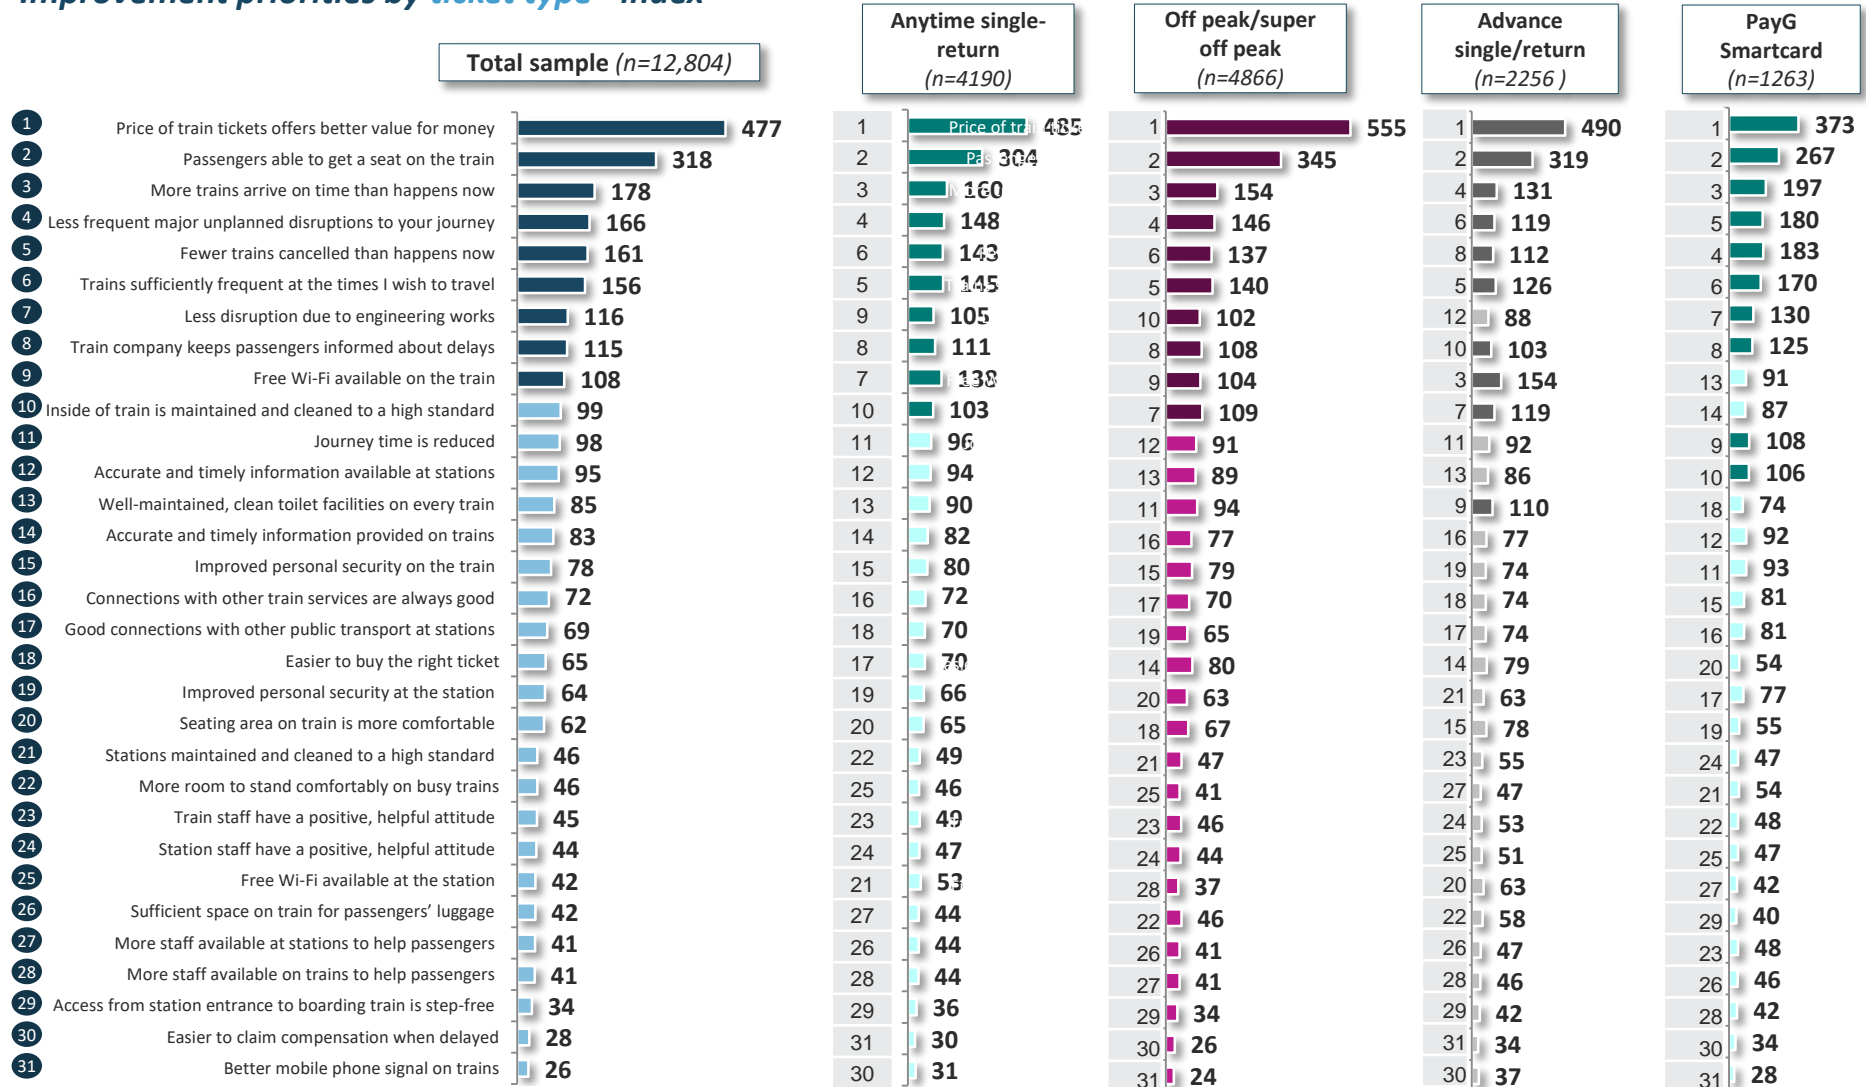 Improvement priorities by ticket type - index
Total sample (n=12,804)
Anytime single-
return
(n=4190)
Off peak/super
off peak
(n=4866)
Advance
single/return
(n=2256 )
PayG
Smartcard
(n=1263)
1 Price of train tickets offers better value for money 477 1 485 1 555 1 490 1 373
2 Passengers able to get a seat on the train 318 2 304 2 345 2 319 2 267
3 More trains arrive on time than happens now 178 3 160 3 154 4 131 3 197
4 Less frequent major unplanned disruptions to your journey 166 4 148 4 146 6 119 5 180
5 Fewer trains cancelled than happens now 161 6 143 6 137 8 112 4 183
6 Trains sufficiently frequent at the times I wish to travel 156 5 145 5 140 5 126 6 170
7 Less disruption due to engineering works 116 9 105 10 102 12 88 7 130
8 Train company keeps passengers informed about delays 115 8 111 8 108 10 103 8 125
9 Free Wi-Fi available on the train 108 7 9 104 3 154 13 91
10 Inside of train is maintained and cleaned to a high standard 99 10 103 7 109 7 119 14 87
11 Journey time is reduced 98 11 96 12 91 11 92 9 108
12 Accurate and timely information available at stations 95 12 94 13 89 13 86 10 106
13 Well-maintained, clean toilet facilities on every train 85 13 90 11 94 9 110 18 74
14 Accurate and timely information provided on trains 83 14 82 16 77 16 77 12 92
15 Improved personal security on the train 78 15 80 15 79 19 74 11 93
16 Connections with other train services are always good 72 16 72 17 70 18 74 15 81
17 Good connections with other public transport at stations 69 18 70 19 65 17 74 16 81
18 Easier to buy the right ticket 65 17 70 14 80 14 79 20 54
19 Improved personal security at the station 64 19 66 20 63 21 63 17 77
20 Seating area on train is more comfortable 62 20 65 18 67 15 78 19 55
21 Stations maintained and cleaned to a high standard 46 22 49 21 47 23 55 24 47
22 More room to stand comfortably on busy trains 46 25 46 25 41 27 47 21 54
23 Train staff have a positive, helpful attitude 45 23 49 23 46 24 53 22 48
24 Station staff have a positive, helpful attitude 44 24 47 24 44 25 51 25 47
25 Free Wi-Fi available at the station 42 21 53 28 37 20 63 27 42
26 Sufficient space on train for passengers' luggage 42 27 44 22 46 22 58 29 40
27 More staff available at stations to help passengers 41 26 44 26 41 26 47 23 48
28 More staff available on trains to help passengers 41 28 44 27 41 28 46 26 46
29 Access from station entrance to boarding train is step-free 34 29 36 29 34 29 42 28 42
30 Easier to claim compensation when delayed 28 31 30 30 26 31 34 30 34
31 Better mobile phone signal on trains 26 30 31 31 24 30 37 31 28